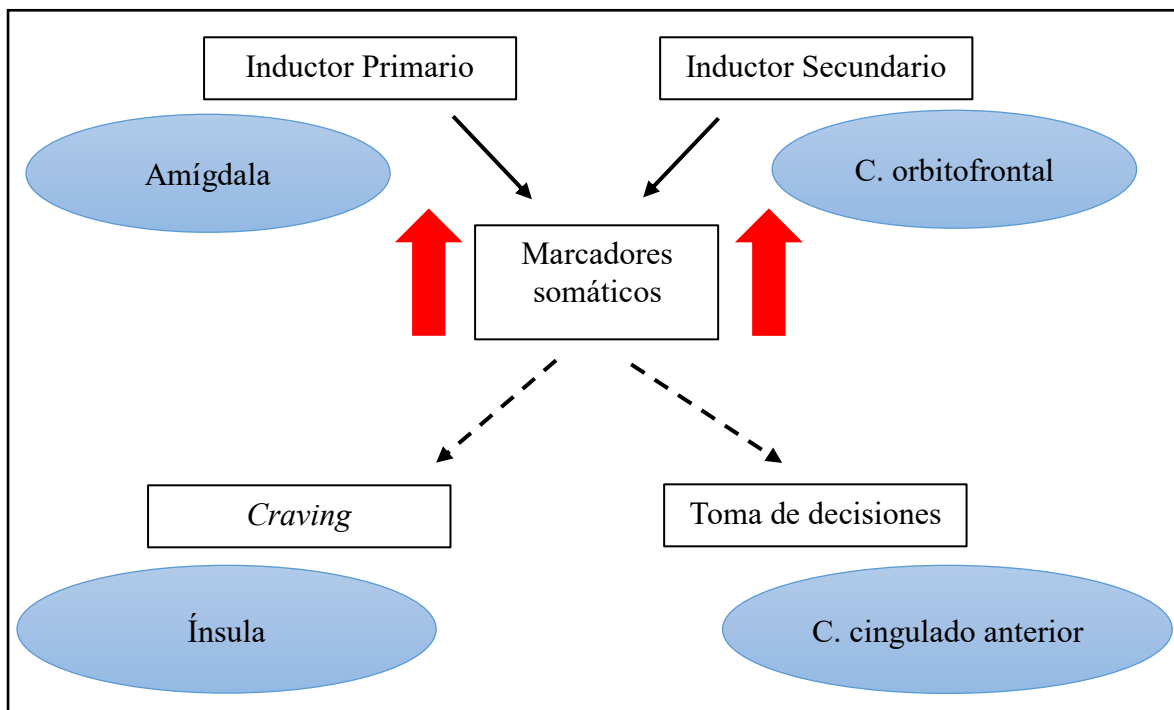 Inductor Primario
Inductor Secundario
Amígdala
C. orbitofrontal
Marcadores
somáticos
Craving
Toma de decisiones
Ínsula
C. cingulado anterior